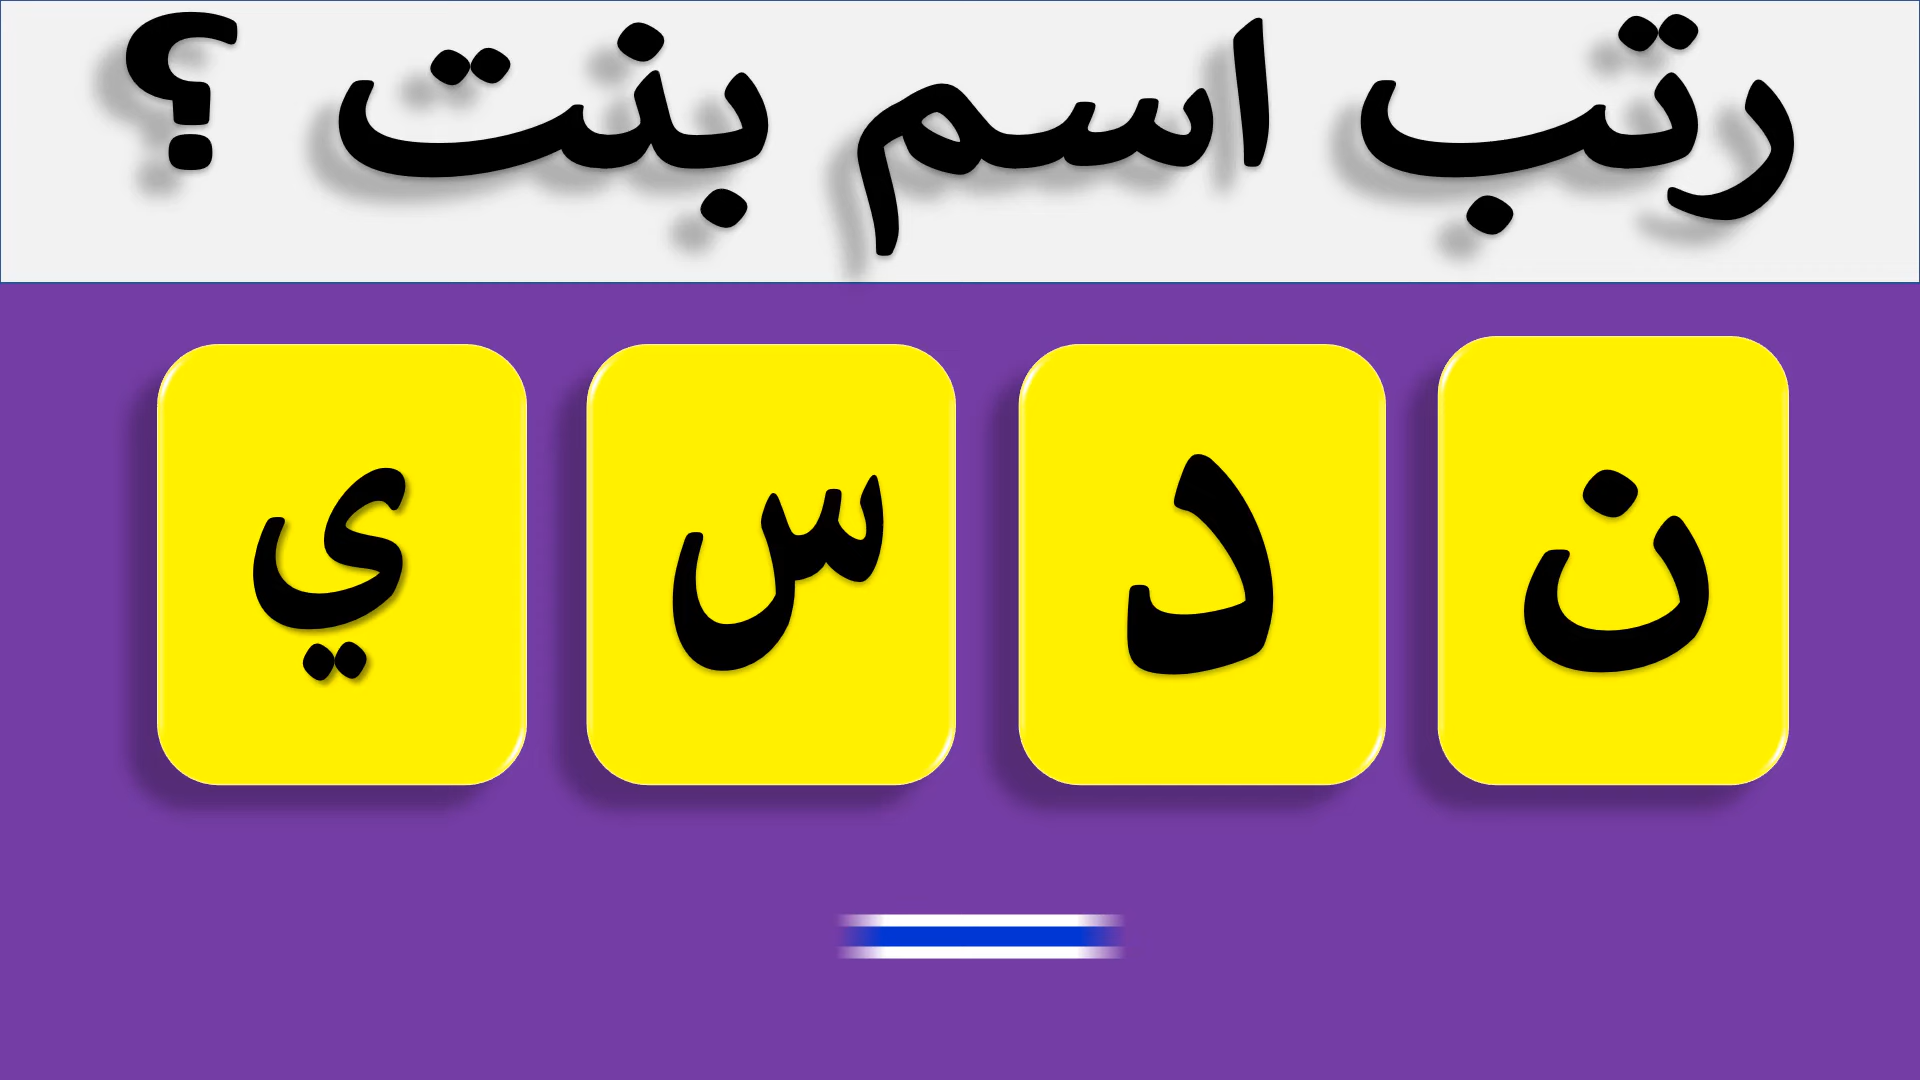 رتب اسم بنت ؟
ن د س ي